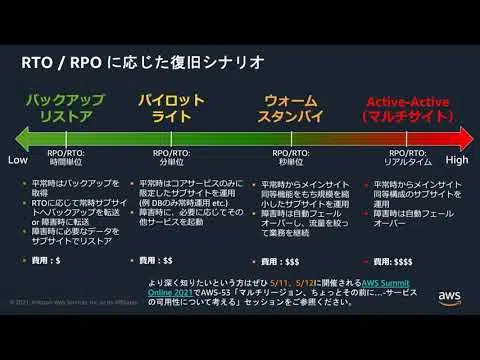 RTO / RPO に応じた復旧シナリオ
バックアップ
リストア
パイロット
ライト
ウォーム
スタンバイ
Active-Active
(マルチサイト)
Low
RPO/RTO:
時間単位
RPO/RTO:
分単位
RPO/RTO:
秒単位
RPO/RTO:
リアルタイム
High
• 平常時はバックアップを
取得
• RTOに応じて常時サブサイ
トへバックアップを転送
or 障害時に転送
• 障害時に必要なデータを
サブサイトでリストア
• 費用：$
• 平常時はコアサービスのみに
限定したサブサイトを運用
(例 DBのみ常時運用 etc.)
• 障害時に、必要に応じてその
他サービスを起動
• 費用：$$
• 平常時からメインサイト
同等機能をもち規模を縮
小したサブサイトを運用
• 障害時は自動フェール
オーバーし、流量を絞っ
て業務を継続
• 費用：$$$
• 平常時からメインサイト
同等構成のサブサイトを
運用
• 障害時は自動フェール
オーバー
• 費用：$$$$
より深く知りたいという方はぜひ 5/11、5/12に開催されるAWS Summit
Online 2021でAWS-53「マルチリージョン、ちょっとその前に…-サービス
の可用性について考える」セッションをご参照ください。
© 2021, Amazon Web Services, Inc. or its Affiliates.
aws